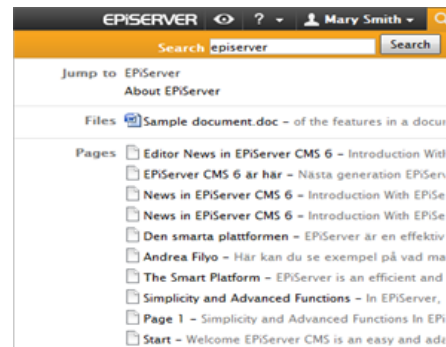 EPiSERVER ? Mary Smith
Search episerver Search
Jump to EPiServer
About EPiServer
Files Sample document.doc – of the features in a docu
Pages Editor News in EPiServer CMS 6 – Introduction Wit
EPiServer CMS 6 är här – Nästa generation EPiServ
News in EPiServer CMS 6 – Introduction With EPiSe
News in EPiServer CMS 6 – Introduction With EPiSe
Den smarta plattformen – EPiServer är en effektiv
Andrea Filyo – Här kan du se exempel på vad ma
The Smart Platform – EPiServer is an efficient and
Simplicity and Advanced Functions – In EPiServer,
Page 1 – Simplicity and Advanced Functions In EPi
Start – Welcome EPiServer CMS is an easy and ada